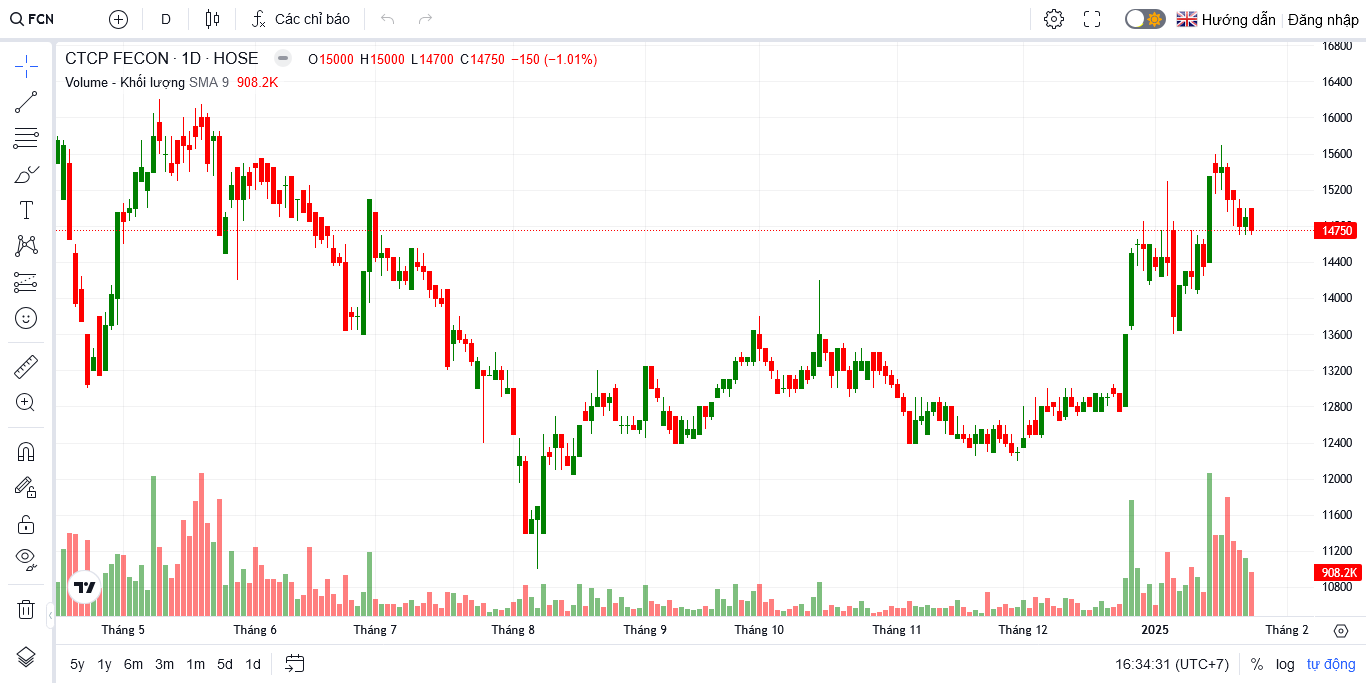 FCN D Các chỉ báo Hướng dẫn Đăng nhập
CTCP FECON · 1D · HOSE O15000 H15000 L14700 C14750 −150 (−1.01%)
Volume - Khối lượng SMA 9 908.2K
16800
16400
16000
15600
15200
14750
14400
14000
13600
13200
12800
12400
12000
11600
11200
908.2K
10800
Tháng 5 Tháng 6 Tháng 7 Tháng 8 Tháng 9 Tháng 10 Tháng 11 Tháng 12 2025 Tháng 2
5y 1y 6m 3m 1m 5d 1d 16:34:31 (UTC+7) % log tự động